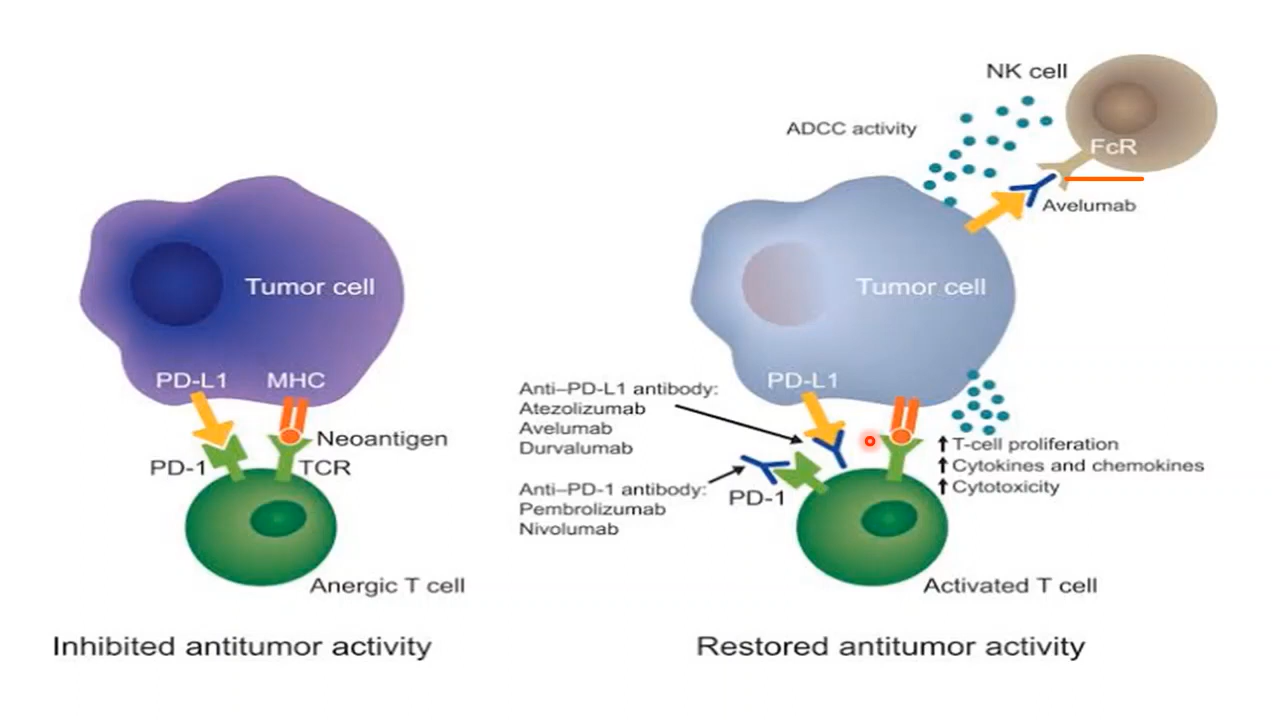 Tumor cell
PD-L1
MHC
Neoantigen
PD-1
TCR
Anergic T cell
Inhibited antitumor activity
NK cell
ADCC activity
FcR
Avelumab
Tumor cell
PD-L1
Anti–PD-L1 antibody:
Atezolizumab
Avelumab
Durvalumab
Anti–PD-1 antibody:
Pembrolizumab
Nivolumab
PD-1
T-cell proliferation
Cytokines and chemokines
Cytotoxicity
Activated T cell
Restored antitumor activity